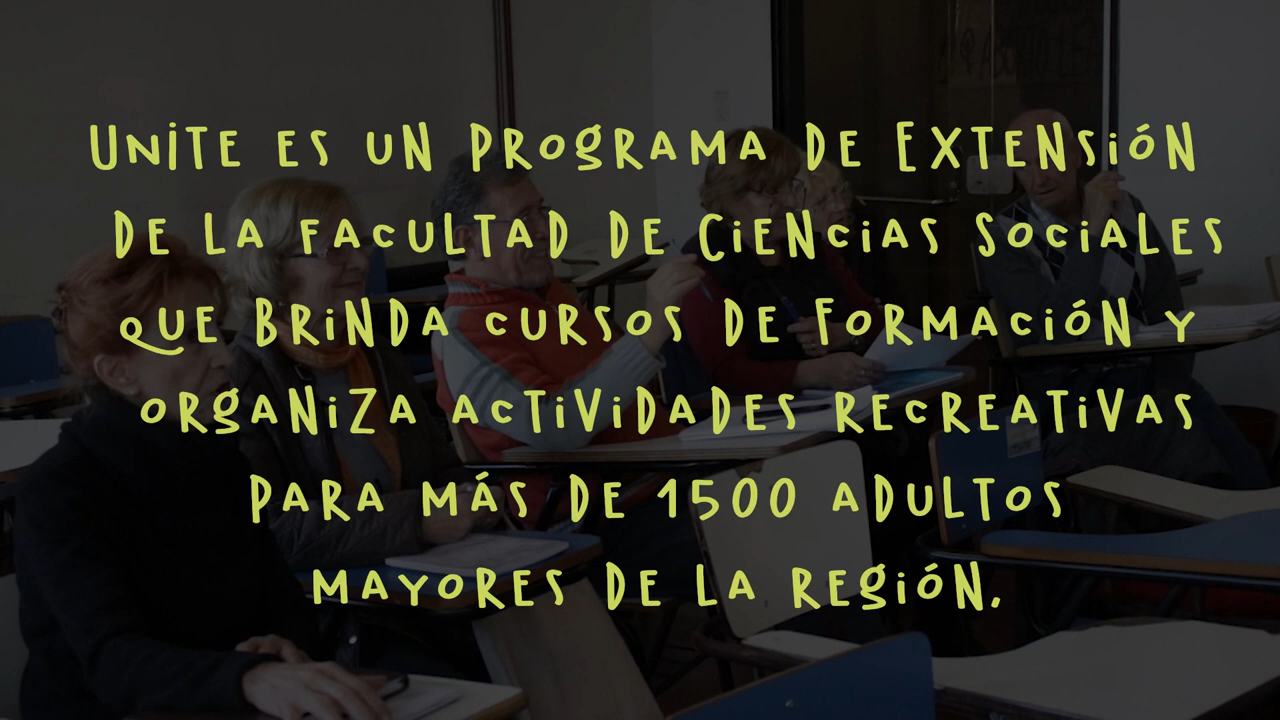 UNITE ES UN PROGRAMA DE EXTENSIÓN
DE LA FACULTAD DE CIENCIAS SOCIALES
QUE BRINDA CURSOS DE FORMACIÓN Y
ORGANIZA ACTIVIDADES RECREATIVAS
PARA MÁS DE 1500 ADULTOS
MAYORES DE LA REGIÓN.